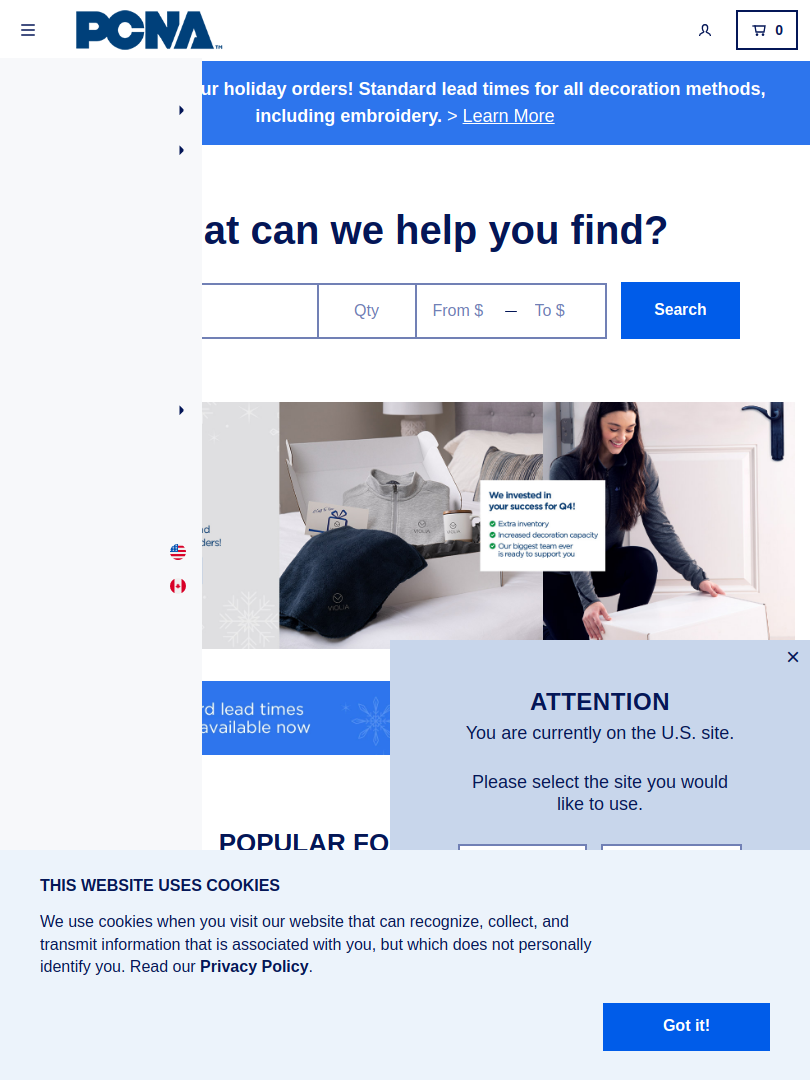 PCNA™
0
ur holiday orders! Standard lead times for all decoration methods,
including embroidery. > Learn More
at can we help you find?
Qty
From $ — To $
Search
We invested in
your success for Q4!
Extra inventory
Increased decoration capacity
Our biggest team ever
is ready to support you
ders!
VIOLIA
VIOLIA
VIOLIA
rd lead times
available now
×
ATTENTION
You are currently on the U.S. site.
Please select the site you would
like to use.
POPULAR FO
THIS WEBSITE USES COOKIES
We use cookies when you visit our website that can recognize, collect, and
transmit information that is associated with you, but which does not personally
identify you. Read our Privacy Policy.
Got it!